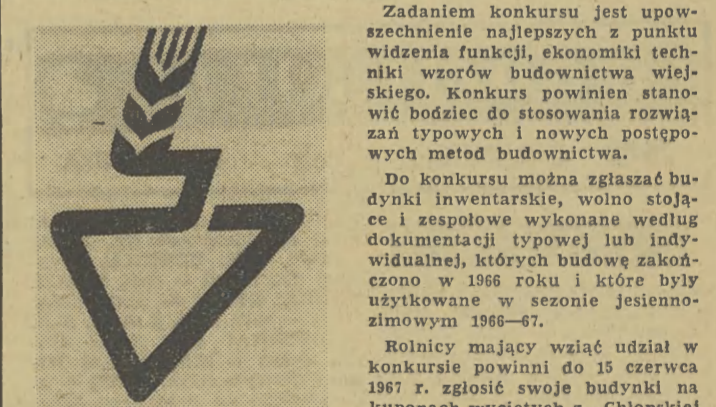 Zadaniem konkursu jest upow-
szechnienie najlepszych z punktu
widzenia funkcji, ekonomiki tech-
niki wzorów budownictwa wiej-
skiego. Konkurs powinien stano-
wić bodziec do stosowania rozwią-
zań typowych i nowych postępo-
wych metod budownictwa.
Do konkursu można zgłaszać bu-
dynki inwentarskie, wolno stoją-
ce i zespołowe wykonane według
dokumentacji typowej lub indy-
widualnej, których budowę zakoń-
czono w 1966 roku i które były
użytkowane w sezonie jesienno-
zimowym 1966—67.
Rolnicy mający wziąć udział w
konkursie powinni do 15 czerwca
1967 r. zgłosić swoje budynki na
kuponach wyciętych z „Chłopskiej